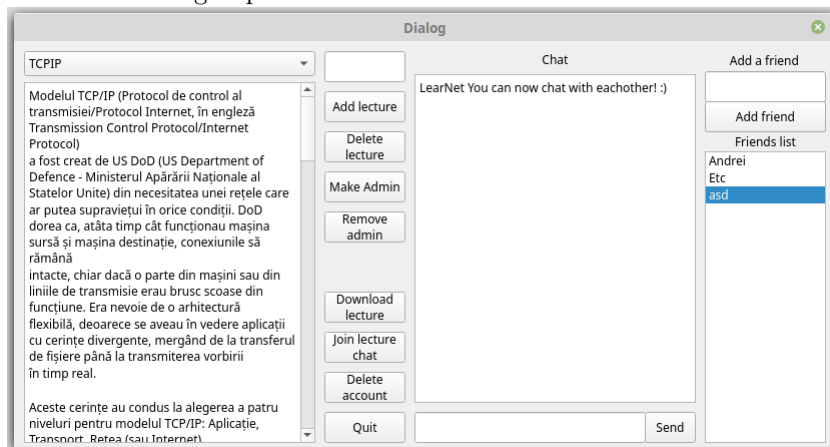 Dialog
TCPIP
Modelul TCP/IP (Protocol de control al
transmisiei/Protocol Internet, în engleză
Transmission Control Protocol/Internet
Protocol)
a fost creat de US DoD (US Department of
Defence - Ministerul Apărării Naționale al
Statelor Unite) din necesitatea unei rețele care
ar putea supraviețui în orice condiții. DoD
dorea ca, atâta timp cât funcționau mașina
sursă și mașina destinație, conexiunile să
rămână
intacte, chiar dacă o parte din mașini sau din
liniile de transmisie erau brusc scoase din
funcțiune. Era nevoie de o arhitectură
flexibilă, deoarece se aveau în vedere aplicații
cu cerințe divergente, mergând de la transferul
de fișiere până la transmiterea vorbirii
în timp real.
Aceste cerințe au condus la alegerea a patru
niveluri pentru modelul TCP/IP: Aplicație,
Transport, Rețea (sau Internet)
Add lecture
Delete
lecture
Make Admin
Remove
admin
Download
lecture
Join lecture
chat
Delete
account
Quit
Chat
LearNet You can now chat with eachother! :)
Send
Add a friend
Add friend
Friends list
Andrei
Etc
asd